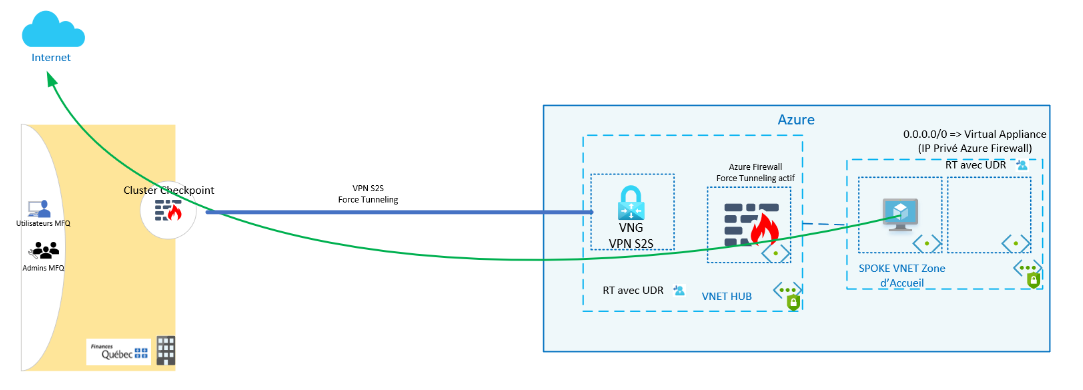 Internet
Azure
0.0.0.0/0 => Virtual Appliance
(IP Privé Azure Firewall)
RT avec UDR
Azure Firewall
Force Tunneling actif
Cluster Checkpoint
VPN S2S
Force Tunneling
Utilisateurs MFQ
Admins MFQ
VNG
VPN S2S
SPOKE VNET Zone
d’Accueil
RT avec UDR
VNET HUB
Finances
Québec